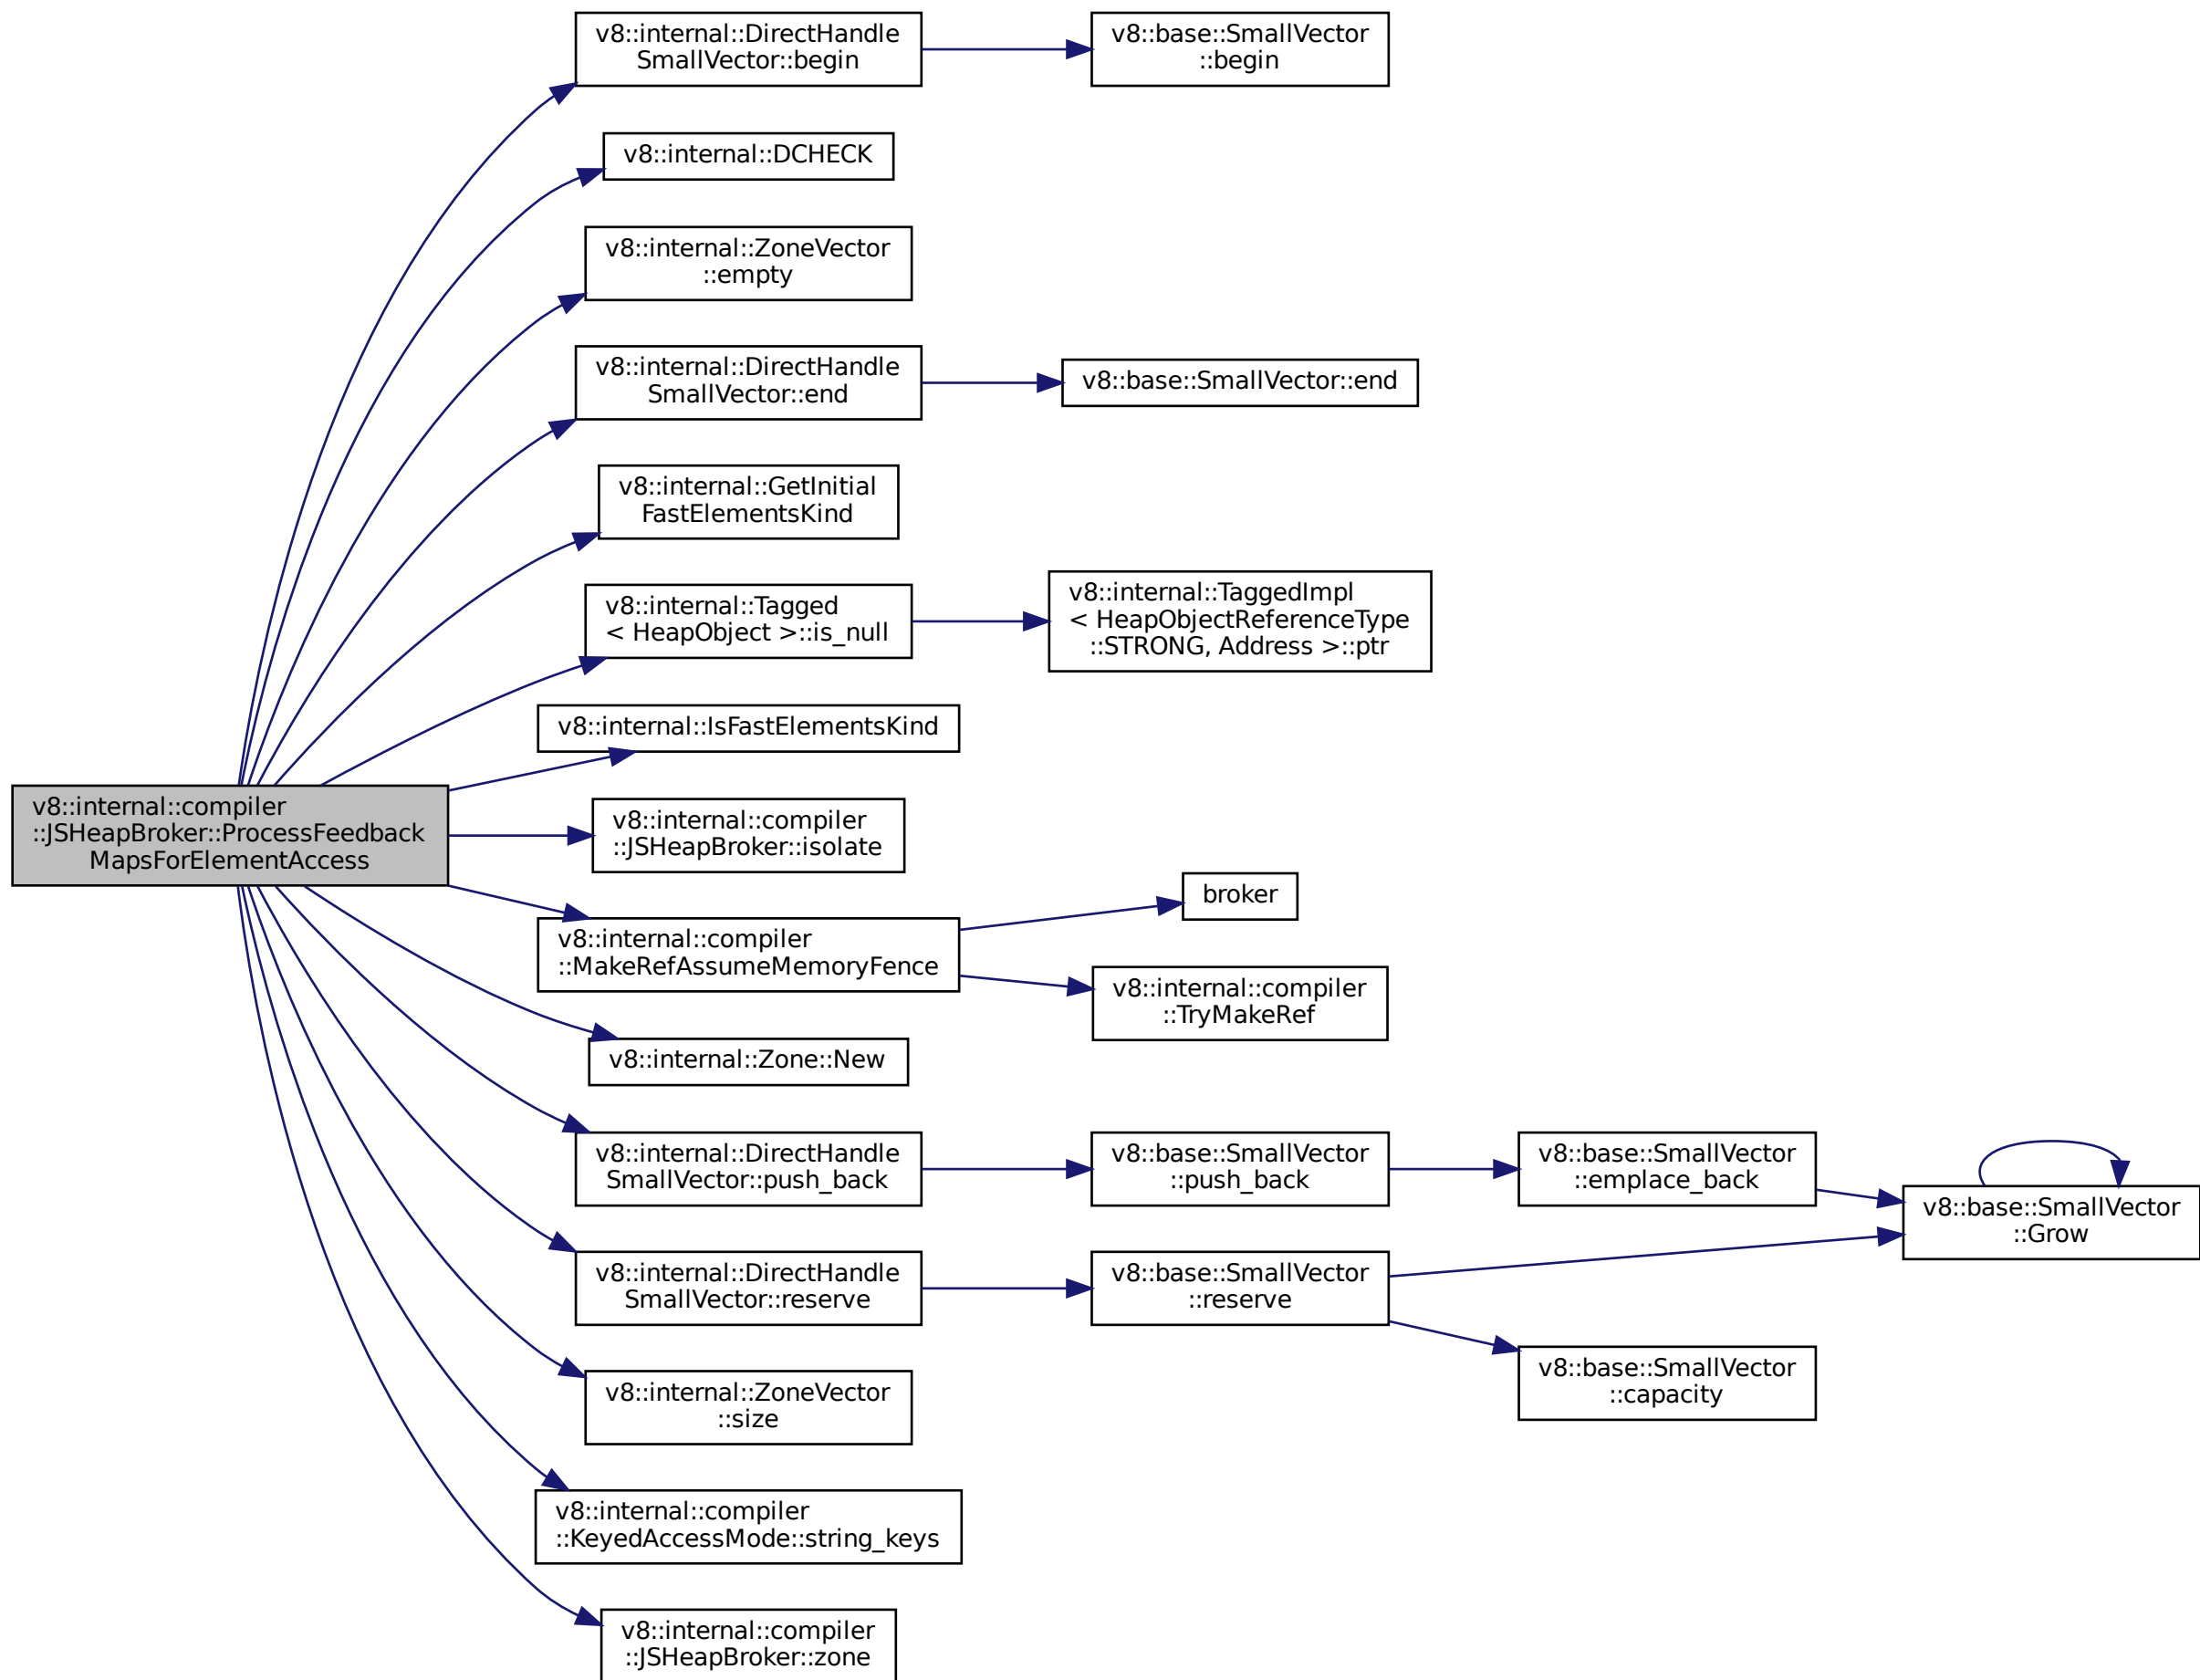 v8::internal::DirectHandle
SmallVector::begin
v8::base::SmallVector
::begin
v8::internal::DCHECK
v8::internal::ZoneVector
::empty
v8::internal::DirectHandle
SmallVector::end
v8::base::SmallVector::end
v8::internal::GetInitial
FastElementsKind
v8::internal::Tagged
< HeapObject >::is_null
v8::internal::TaggedImpl
< HeapObjectReferenceType
::STRONG, Address >::ptr
v8::internal::IsFastElementsKind
v8::internal::compiler
::JSHeapBroker::ProcessFeedback
MapsForElementAccess
v8::internal::compiler
::JSHeapBroker::isolate
broker
v8::internal::compiler
::MakeRefAssumeMemoryFence
v8::internal::compiler
::TryMakeRef
v8::internal::Zone::New
v8::internal::DirectHandle
SmallVector::push_back
v8::base::SmallVector
::push_back
v8::base::SmallVector
::emplace_back
v8::base::SmallVector
::Grow
v8::internal::DirectHandle
SmallVector::reserve
v8::base::SmallVector
::reserve
v8::base::SmallVector
::capacity
v8::internal::ZoneVector
::size
v8::internal::compiler
::KeyedAccessMode::string_keys
v8::internal::compiler
::JSHeapBroker::zone